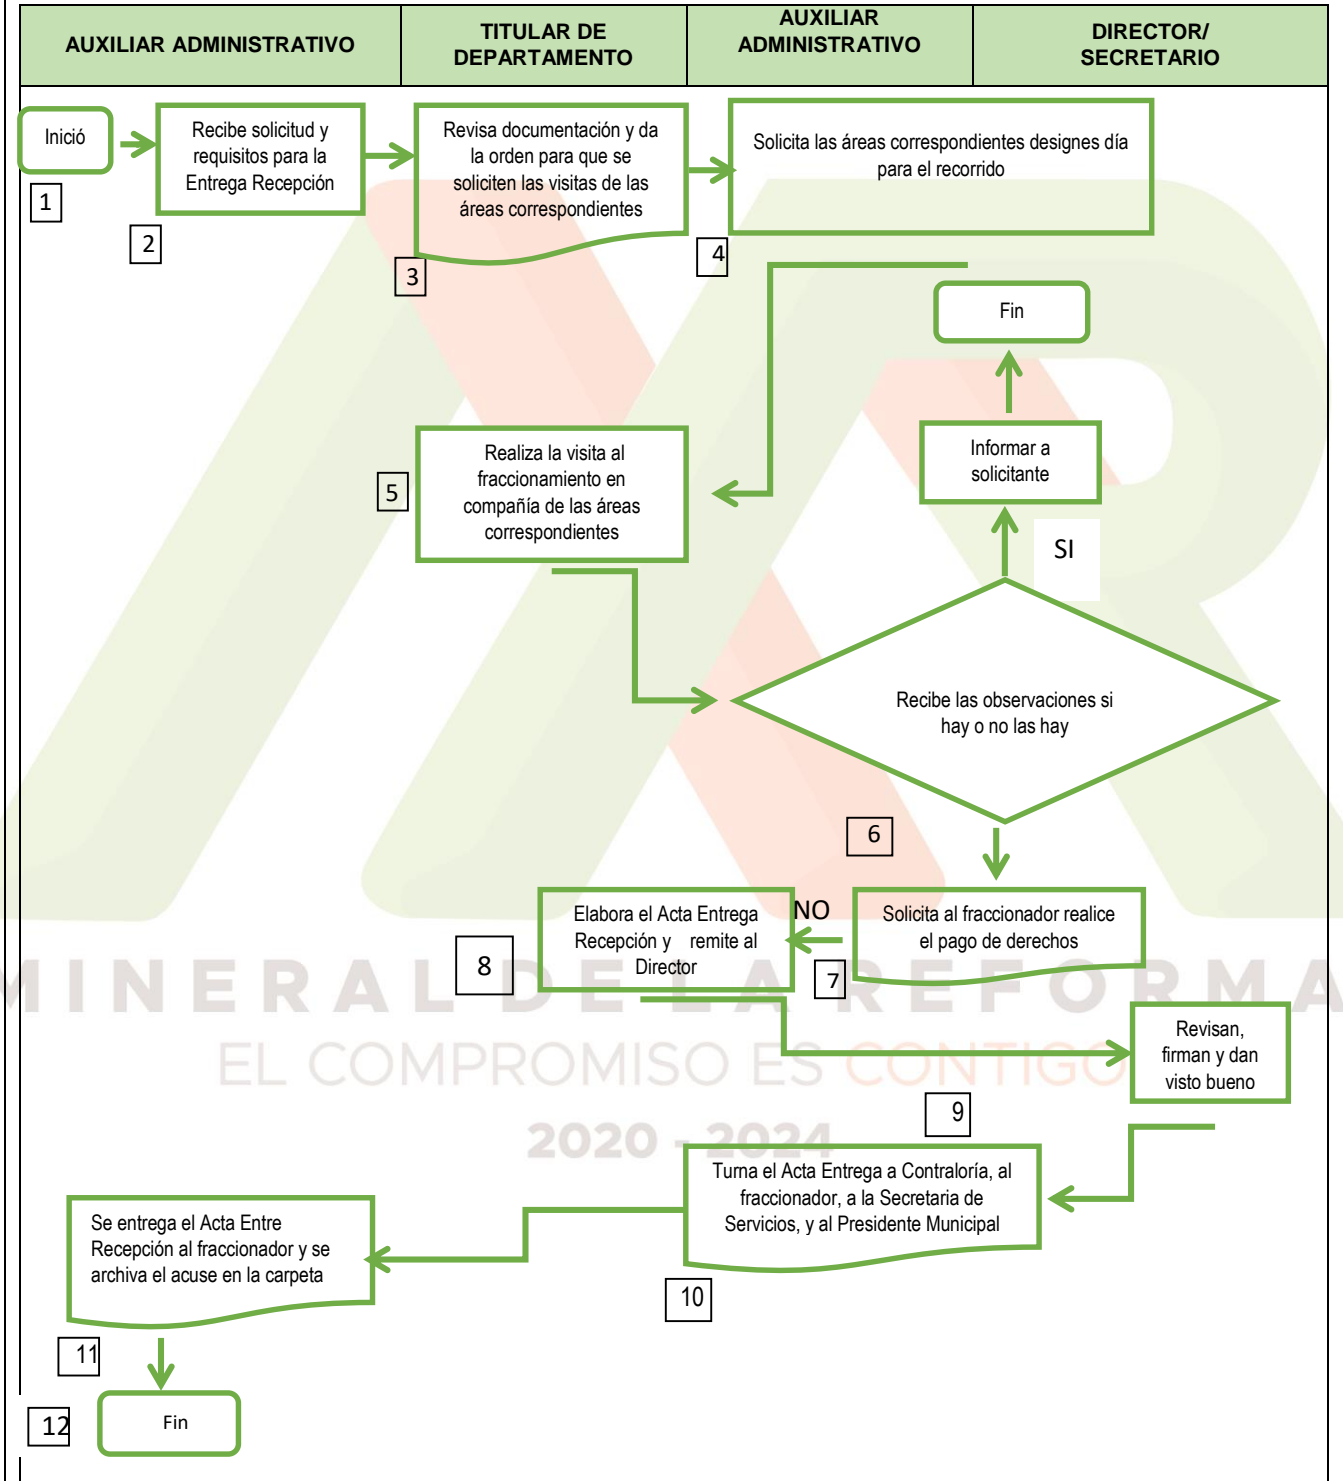 AUXILIAR ADMINISTRATIVO
TITULAR DE
DEPARTAMENTO
AUXILIAR
ADMINISTRATIVO
DIRECTOR/
SECRETARIO
Inició
1
Recibe solicitud y
requisitos para la
Entrega Recepción
2
Revisa documentación y da
la orden para que se
soliciten las visitas de las
áreas correspondientes
3
Solicita las áreas correspondientes designes día
para el recorrido
4
Fin
Informar a
solicitante
SI
Realiza la visita al
fraccionamiento en
compañía de las áreas
correspondientes
5
Recibe las observaciones si
hay o no las hay
6
Solicita al fraccionador realice
el pago de derechos
7
NO
Elabora el Acta Entrega
Recepción y remite al
Director
8
MINERAL DE LA REFORMA
EL COMPROMISO ES CONTIGO
2020 - 2024
Revisan,
firman y dan
visto bueno
9
Turna el Acta Entrega a Contraloría, al
fraccionador, a la Secretaria de
Servicios, y al Presidente Municipal
10
Se entrega el Acta Entre
Recepción al fraccionador y se
archiva el acuse en la carpeta
11
12
Fin